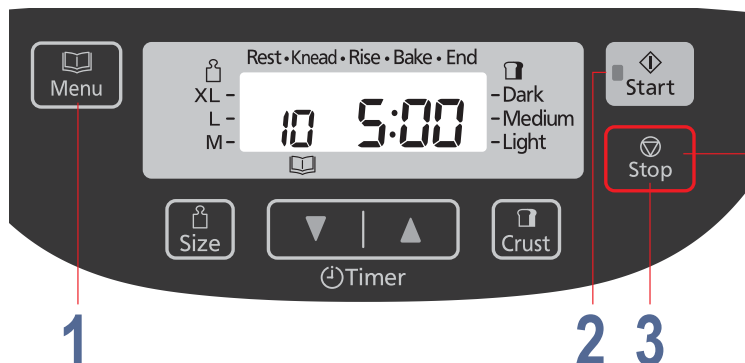 Menu
Rest • Knead • Rise • Bake • End
XL –
L –
M –
10 5:00
– Dark
– Medium
– Light
Start
Stop
Size
Crust
Timer
1
2
3